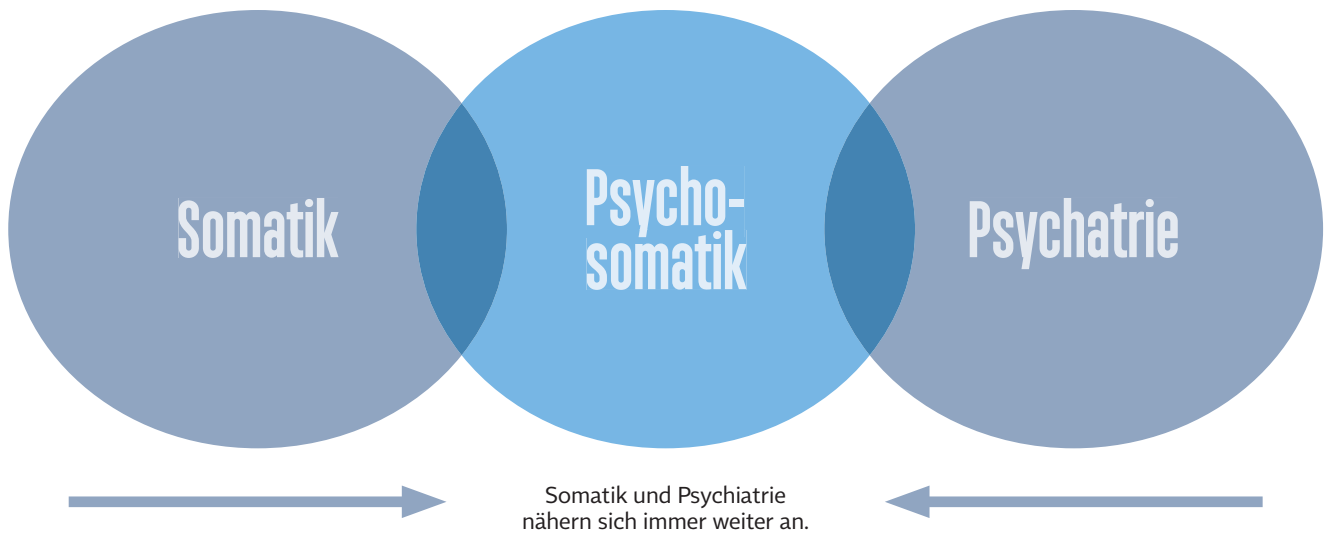 Somatik
Psycho-
somatik
Psychatrie
Somatik und Psychiatrie
nähern sich immer weiter an.